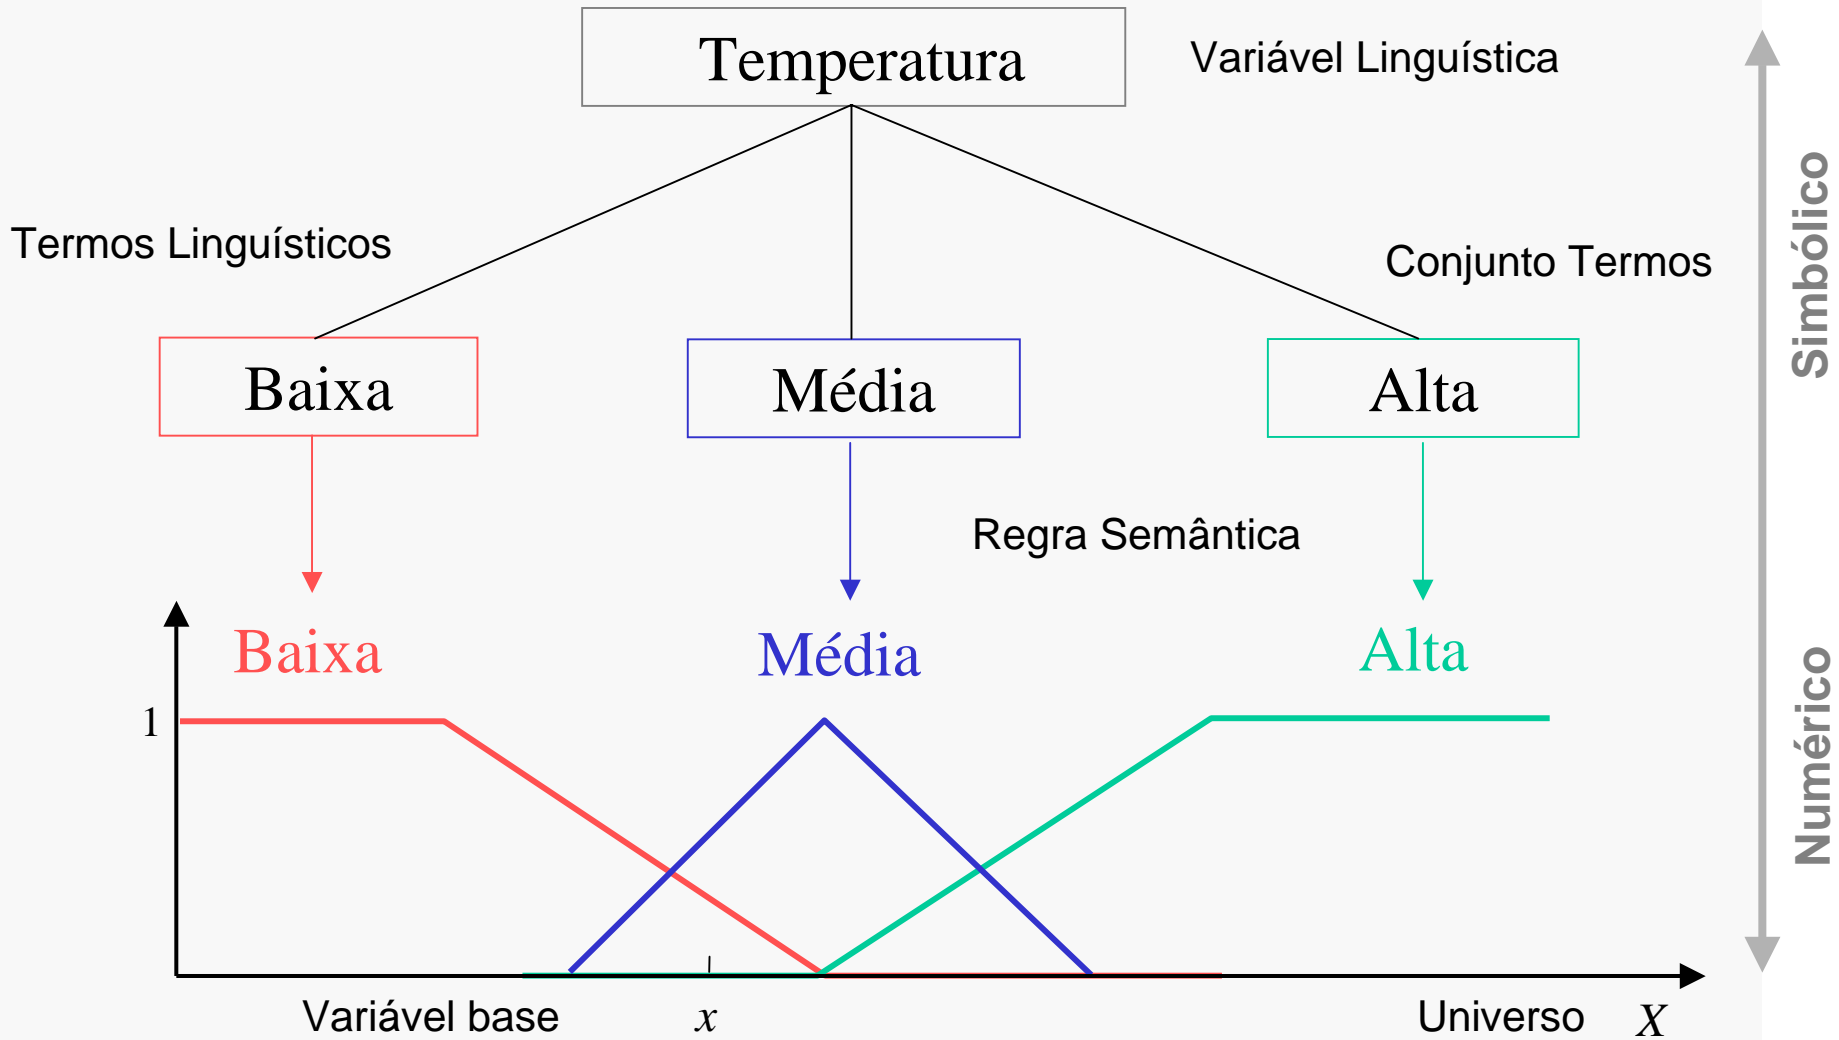 Temperatura
Variável Linguística
Termos Linguísticos
Conjunto Termos
Simbólico
Baixa
Média
Alta
Regra Semântica
Baixa
Média
Alta
Numérico
1
Variável base
x
Universo
X